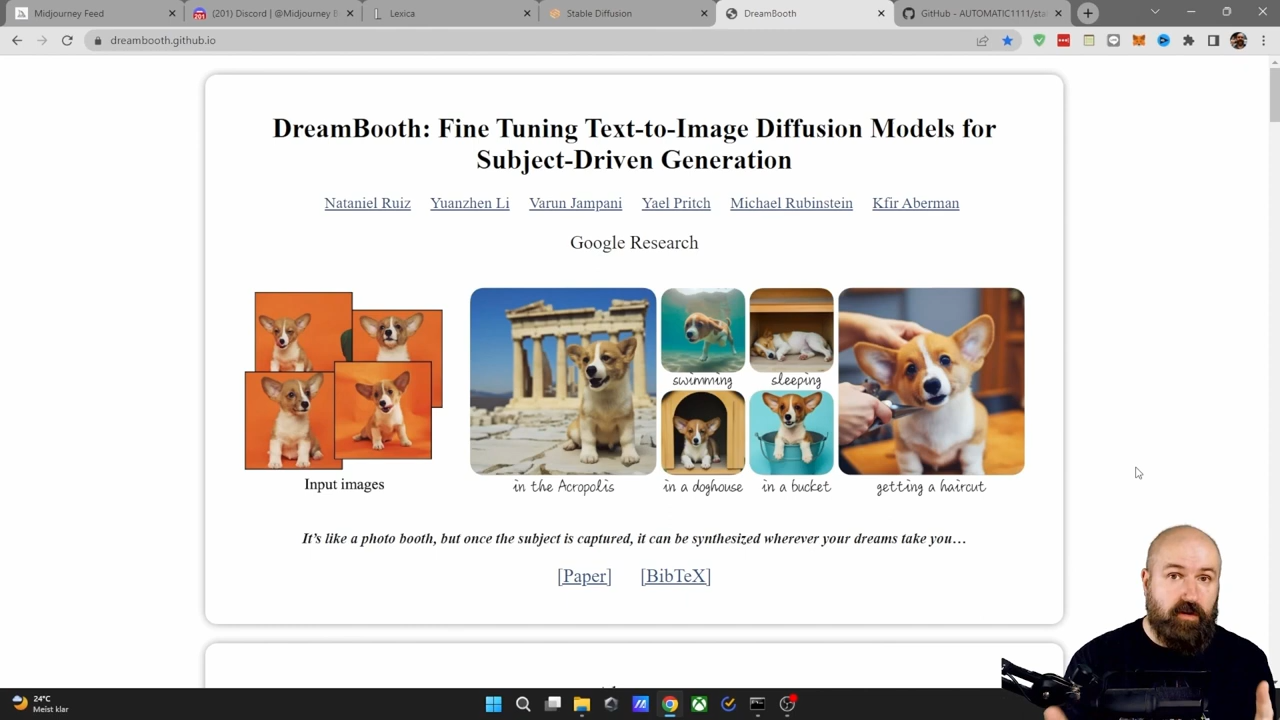 Midjourney Feed
(201) Discord | @Midjourney B
Lexica
Stable Diffusion
DreamBooth
GitHub - AUTOMATIC1111/sta
201
dreambooth.github.io
DreamBooth: Fine Tuning Text-to-Image Diffusion Models for
Subject-Driven Generation
Nataniel Ruiz Yuanzhen Li Varun Jampani Yael Pritch Michael Rubinstein Kfir Aberman
Google Research
swimming
sleeping
Input images
in the Acropolis
in a doghouse
in a bucket
getting a haircut
It's like a photo booth, but once the subject is captured, it can be synthesized wherever your dreams take you…
[Paper] [BibTeX]
24°C
Meist klar